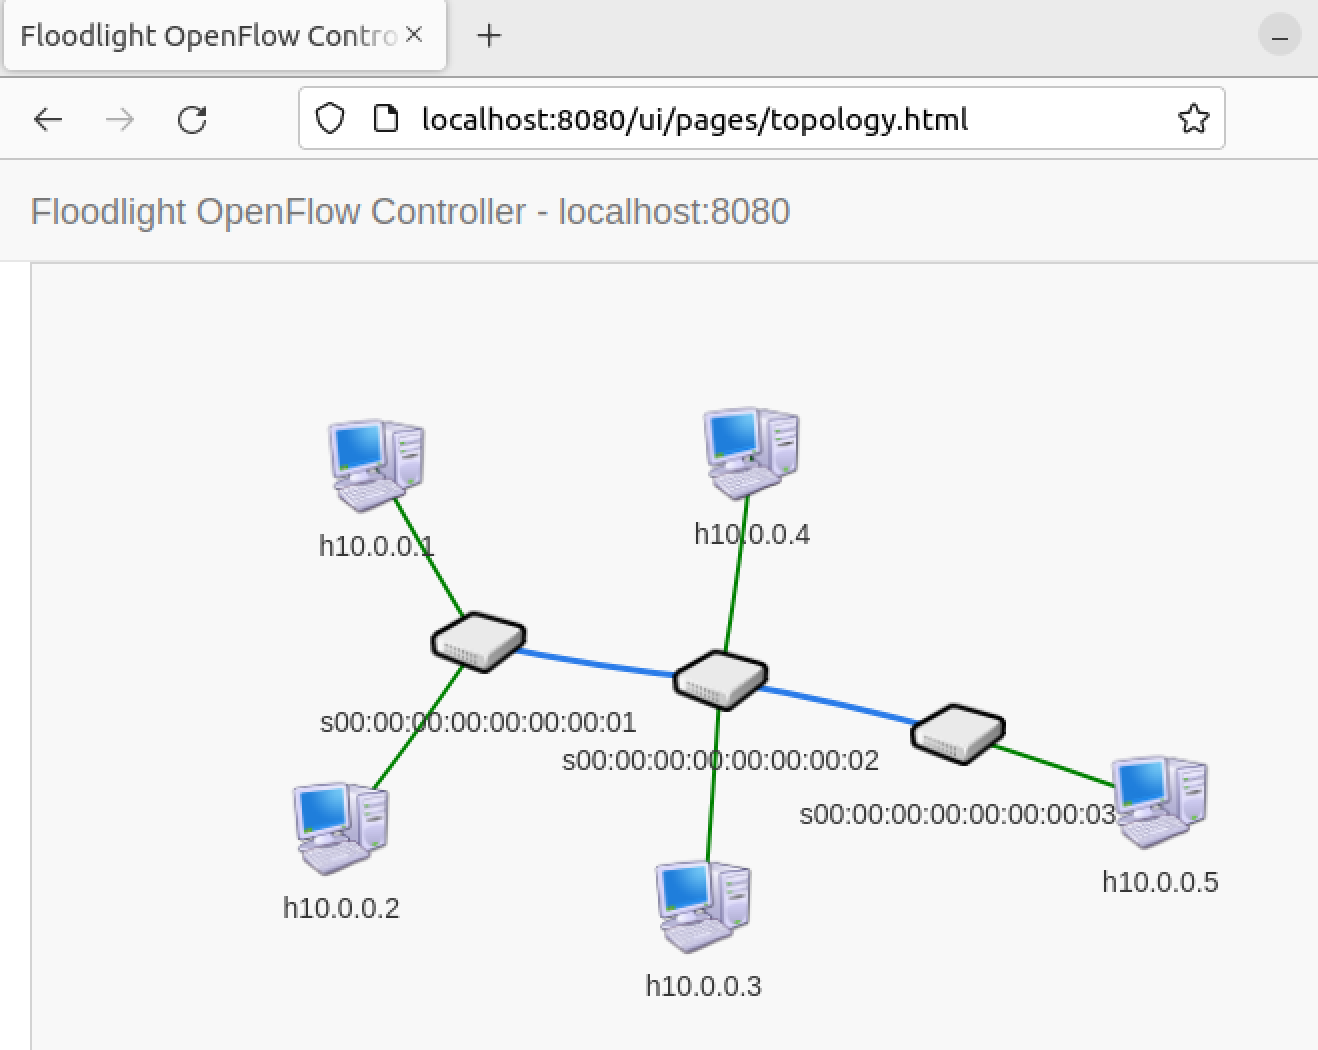 Floodlight OpenFlow Contro
localhost:8080/ui/pages/topology.html
Floodlight OpenFlow Controller - localhost:8080
h10.0.0.4
h10.0.0.1
s00:00:00:00:00:00:00:01
s00:00:00:00:00:00:00:02
s00:00:00:00:00:00:00:03
h10.0.0.5
h10.0.0.2
h10.0.0.3